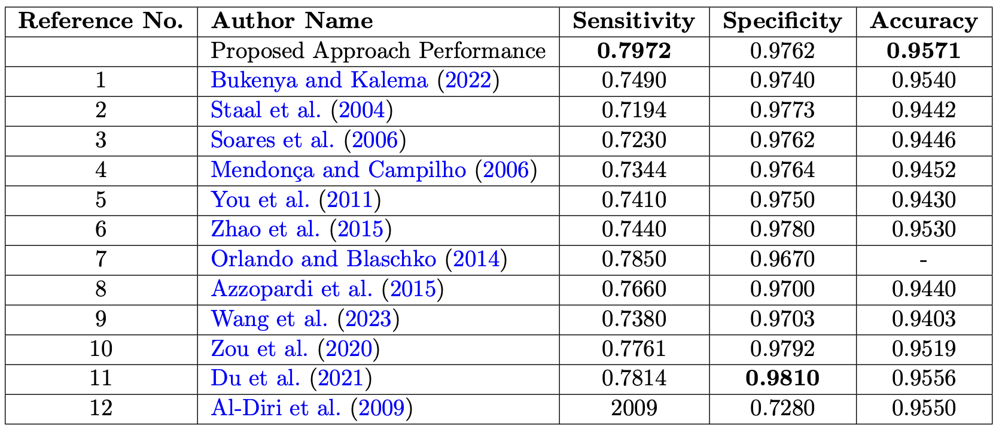 Reference No. Author Name Sensitivity Specificity Accuracy
Proposed Approach Performance 0.7972 0.9762 0.9571
1 Bukenya and Kalema (2022) 0.7490 0.9740 0.9540
2 Staal et al. (2004) 0.7194 0.9773 0.9442
3 Soares et al. (2006) 0.7230 0.9762 0.9446
4 Mendonça and Campilho (2006) 0.7344 0.9764 0.9452
5 You et al. (2011) 0.7410 0.9750 0.9430
6 Zhao et al. (2015) 0.7440 0.9780 0.9530
7 Orlando and Blaschko (2014) 0.7850 0.9670 -
8 Azzopardi et al. (2015) 0.7660 0.9700 0.9440
9 Wang et al. (2023) 0.7380 0.9703 0.9403
10 Zou et al. (2020) 0.7761 0.9792 0.9519
11 Du et al. (2021) 0.7814 0.9810 0.9556
12 Al-Diri et al. (2009) 2009 0.7280 0.9550